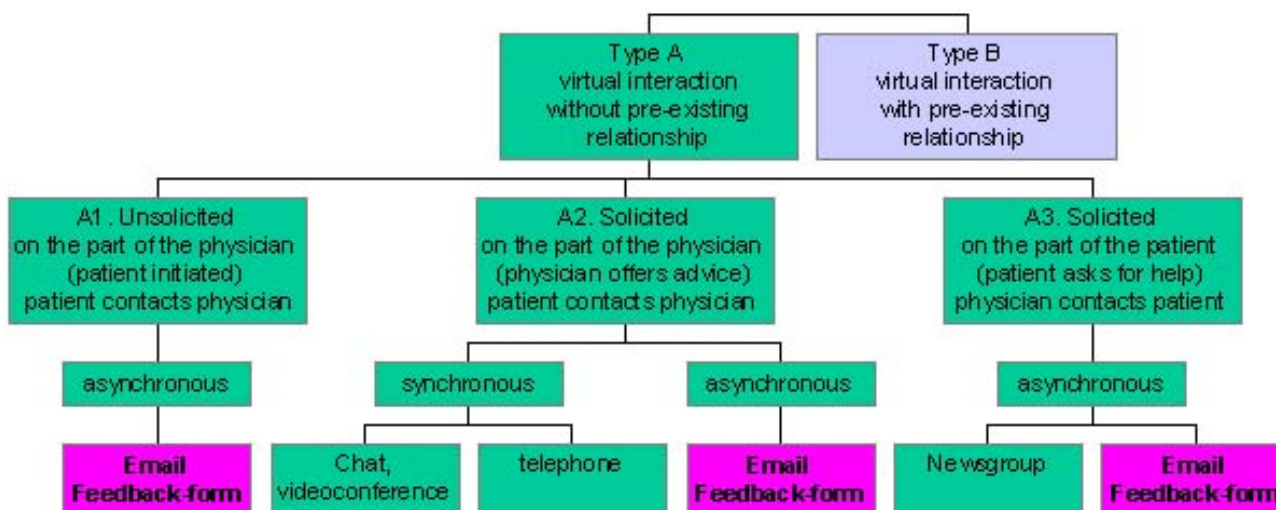 Type A
virtual interaction
without pre-existing
relationship
Type B
virtual interaction
with pre-existing
relationship
A1. Unsolicited
on the part of the physician
(patient initiated)
patient contacts physician
A2. Solicited
on the part of the physician
(physician offers advice)
patient contacts physician
A3. Solicited
on the part of the patient
(patient asks for help)
physician contacts patient
asynchronous
synchronous
asynchronous
asynchronous
Email
Feedback-form
Chat,
videoconference
telephone
Email
Feedback-form
Newsgroup
Email
Feedback-form